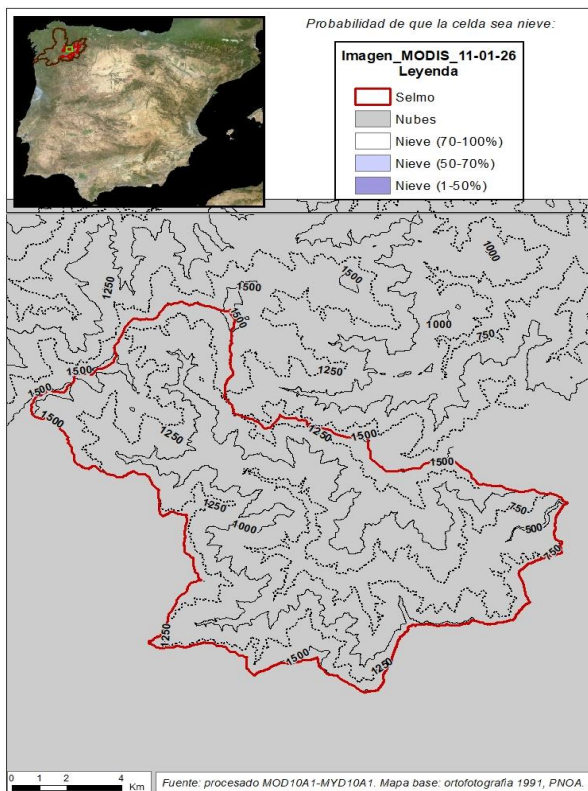 Probabilidad de que la celda sea nieve:
Imagen_MODIS_11-01-26
Leyenda
Selmo
Nubes
Nieve (70-100%)
Nieve (50-70%)
Nieve (1-50%)
1000
1500
1250
1500
1500
1000
750
1500
1250
1500
1500
1250
1250
1500
1500
1250
1000
750
500
750
1250
1500
1250
0 1 2 4
Km
Fuente: procesado MOD10A1-MYD10A1. Mapa base: ortofotografia 1991, PNOA.